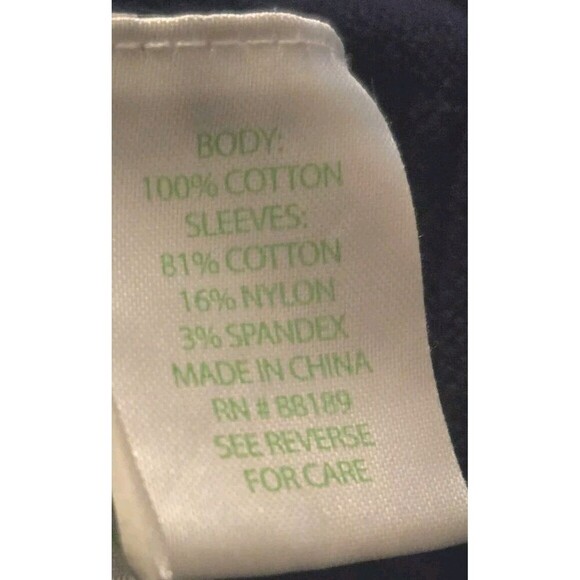 BODY:
100% COTTON
SLEEVES:
81% COTTON
16% NYLON
3% SPANDEX
MADE IN CHINA
RN # 88189
SEE REVERSE
FOR CARE